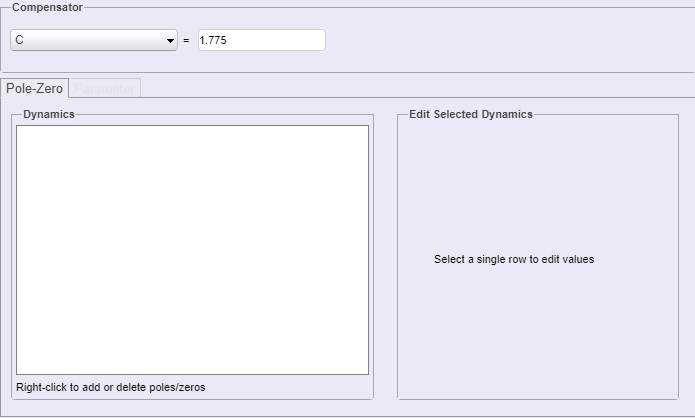 Compensator
C = 1.775
Pole-Zero Parameter
Dynamics Edit Selected Dynamics
Select a single row to edit values
Right-click to add or delete poles/zeros